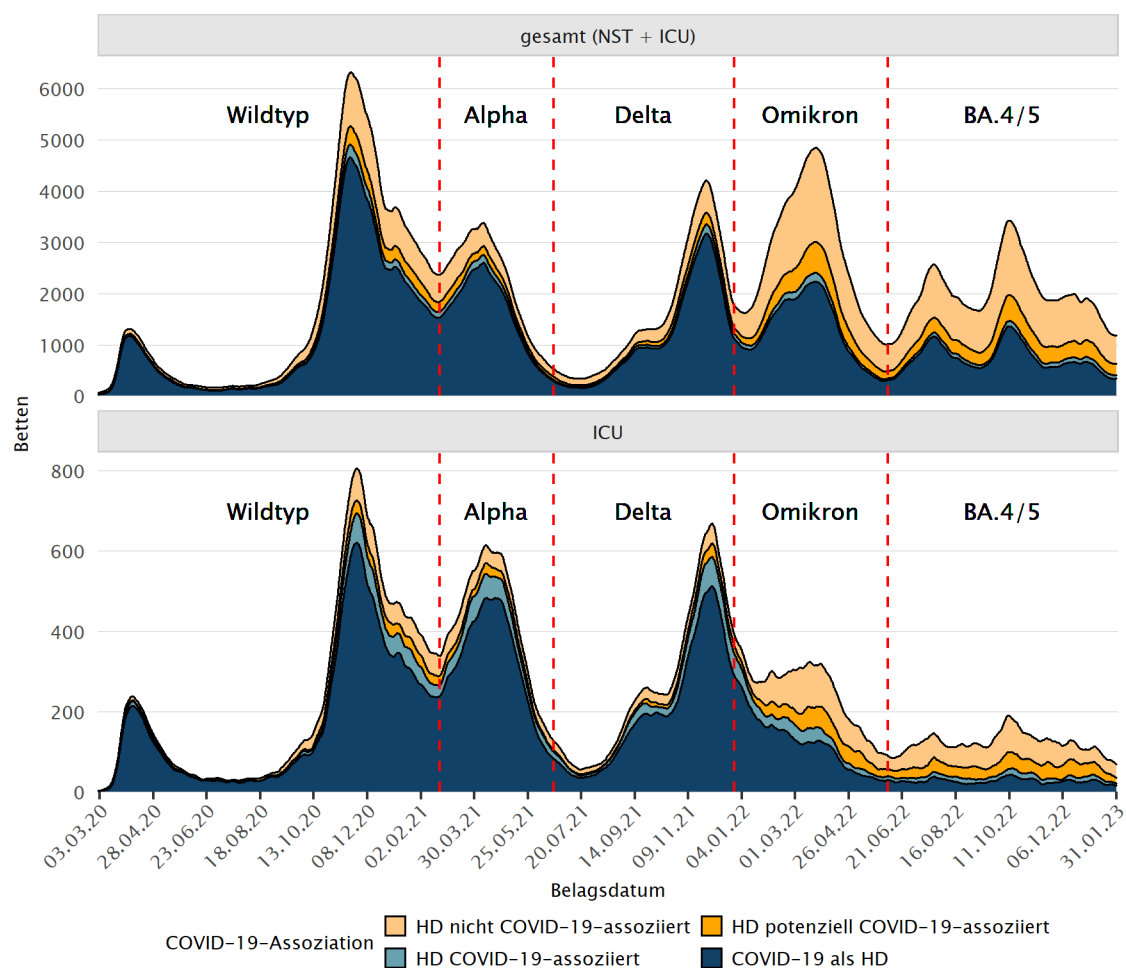 gesamt (NST + ICU)
6000
5000
4000
3000
2000
1000
0
Wildtyp Alpha Delta Omikron BA.4/5
Betten
ICU
800
600
400
200
0
Wildtyp Alpha Delta Omikron BA.4/5
03.03.20 28.04.20 23.06.20 18.08.20 13.10.20 08.12.20 02.02.21 30.03.21 25.05.21 20.07.21 14.09.21 09.11.21 04.01.22 01.03.22 26.04.22 21.06.22 16.08.22 11.10.22 06.12.22 31.01.23
Belagsdatum
COVID-19-Assoziation
HD nicht COVID-19-assoziiert HD potenziell COVID-19-assoziiert
HD COVID-19-assoziiert COVID-19 als HD